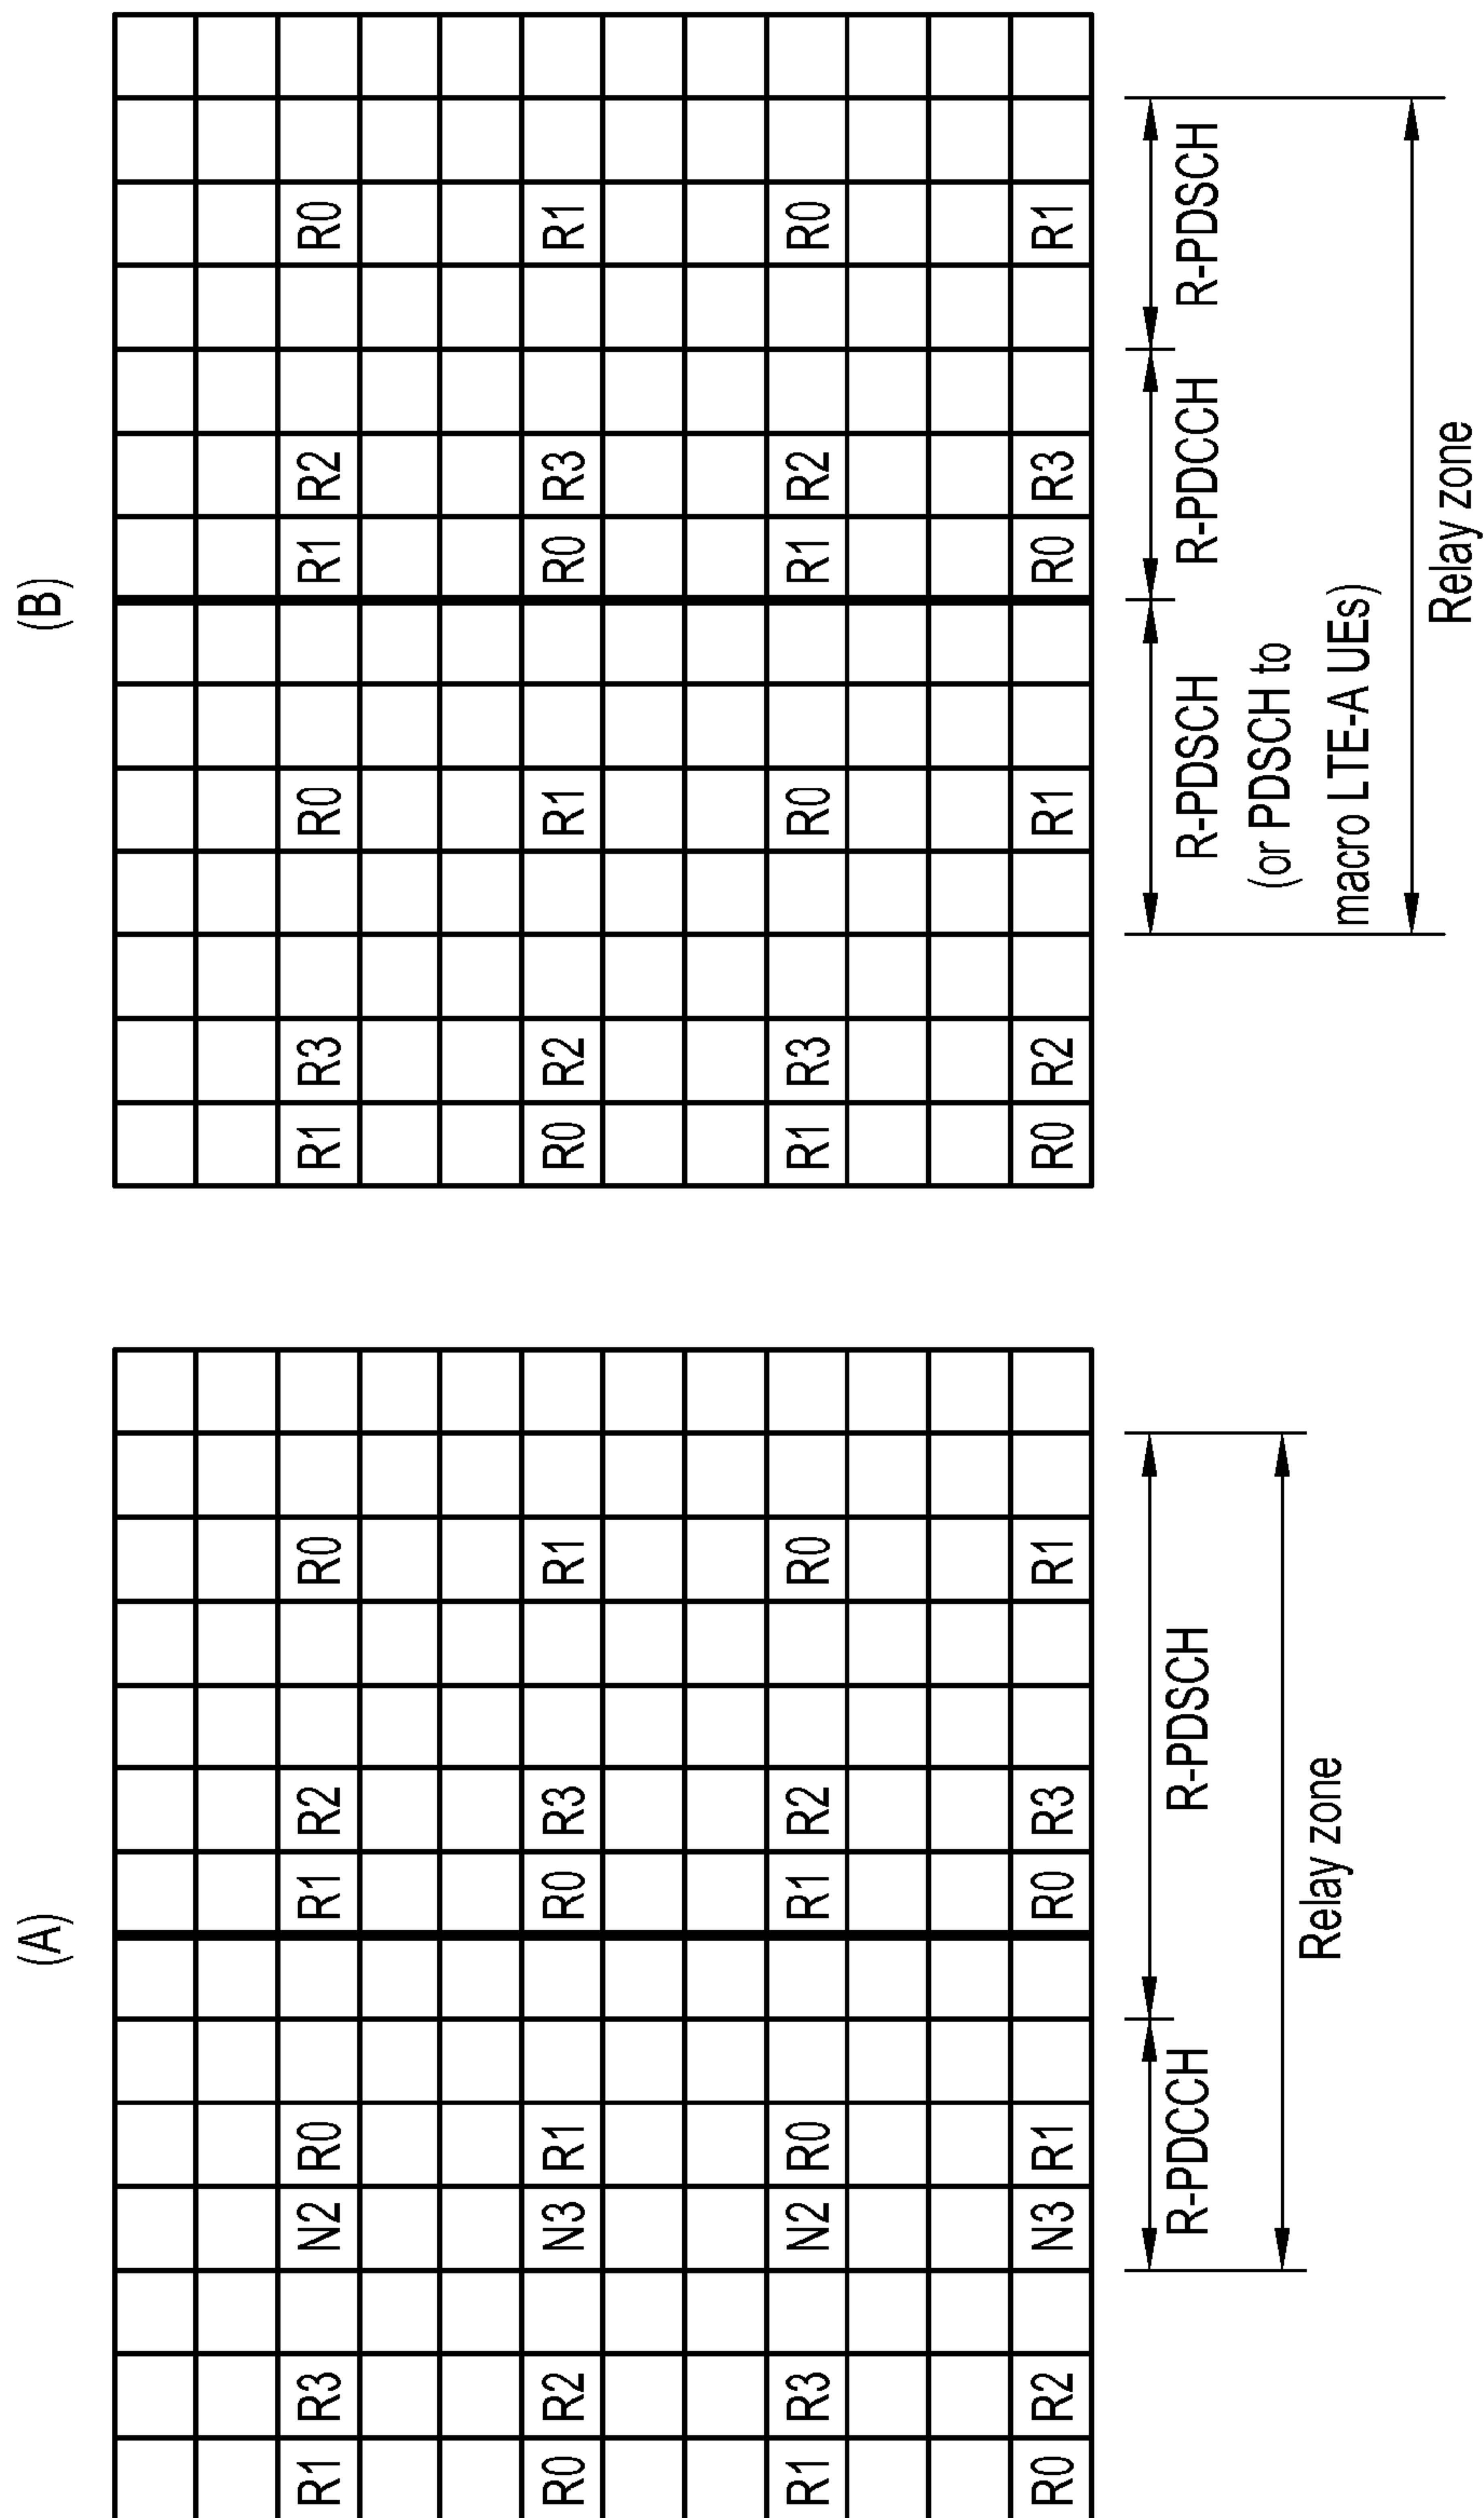 (A)
R1 R3 N2 R0 R1 R2 R0
R0 R2 N3 R1 R0 R3 R1
R1 R3 N2 R0 R1 R2 R0
R0 R2 N3 R1 R0 R3 R1
R-PDCCH R-PDSCH
Relay zone
(B)
R1 R3 R0 R1 R2 R0
R0 R2 R1 R0 R3 R1
R1 R3 R0 R1 R2 R0
R0 R2 R1 R0 R3 R1
R-PDSCH
(or PDSCH to
macro LTE-A UEs)
R-PDCCH
R-PDSCH
Relay zone